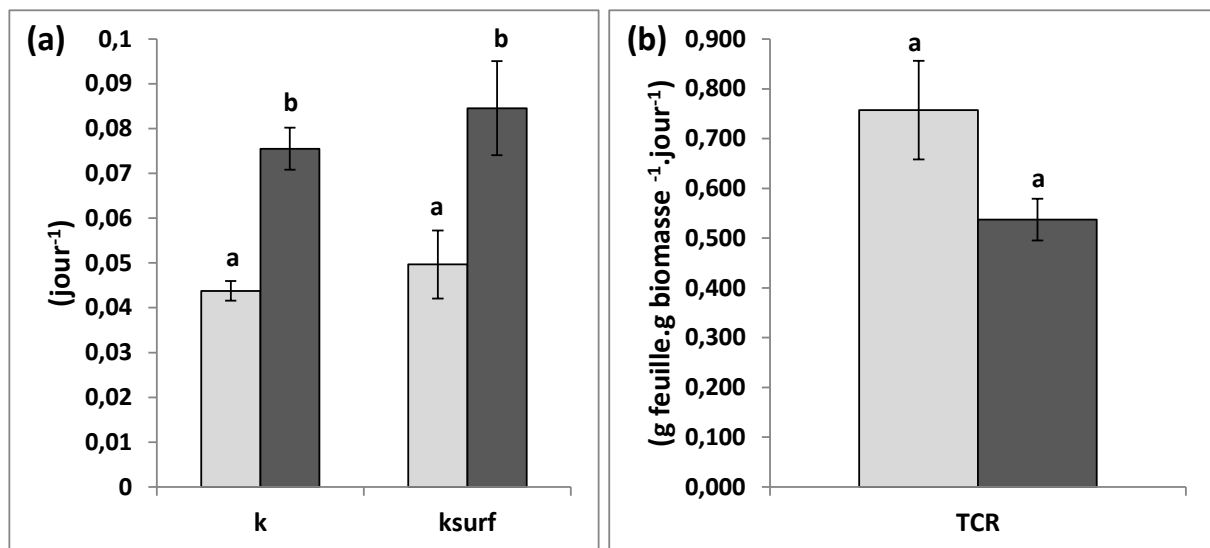 (a)
(jour-1)
0,1
0,09
0,08
0,07
0,06
0,05
0,04
0,03
0,02
0,01
0
a
b
a
b
k
ksurf
(b)
(g feuille.g biomasse -1.jour-1)
0,900
0,800
0,700
0,600
0,500
0,400
0,300
0,200
0,100
0,000
a
a
TCR